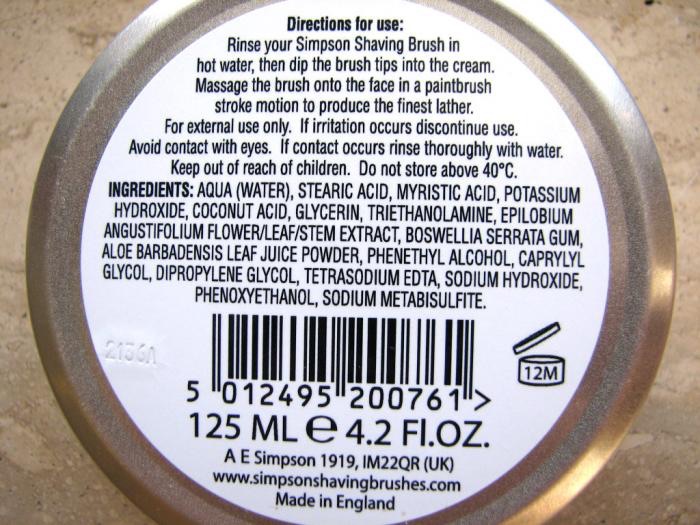 Directions for use:
Rinse your Simpson Shaving Brush in
hot water, then dip the brush tips into the cream.
Massage the brush onto the face in a paintbrush
stroke motion to produce the finest lather.
For external use only. If irritation occurs discontinue use.
Avoid contact with eyes. If contact occurs rinse thoroughly with water.
Keep out of reach of children. Do not store above 40°C.
INGREDIENTS: AQUA (WATER), STEARIC ACID, MYRISTIC ACID, POTASSIUM
HYDROXIDE, COCONUT ACID, GLYCERIN, TRIETHANOLAMINE, EPILOBIUM
ANGUSTIFOLIUM FLOWER/LEAF/STEM EXTRACT, BOSWELLIA SERRATA GUM,
ALOE BARBADENSIS LEAF JUICE POWDER, PHENETHYL ALCOHOL, CAPRYLYL
GLYCOL, DIPROPYLENE GLYCOL, TETRASODIUM EDTA, SODIUM HYDROXIDE,
PHENOXYETHANOL, SODIUM METABISULFITE.
2136A
12M
5 012495 200761 >
125 ML e 4.2 Fl.OZ.
A E Simpson 1919, IM22QR (UK)
www.simpsonshavingbrushes.com
Made in England